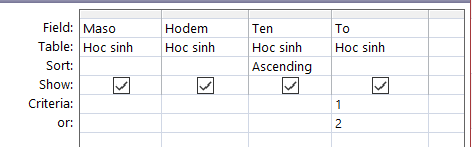 Field: Maso Hodem Ten To
Table: Hoc sinh Hoc sinh Hoc sinh Hoc sinh
Sort: Ascending
Show:
Criteria: 1
or: 2